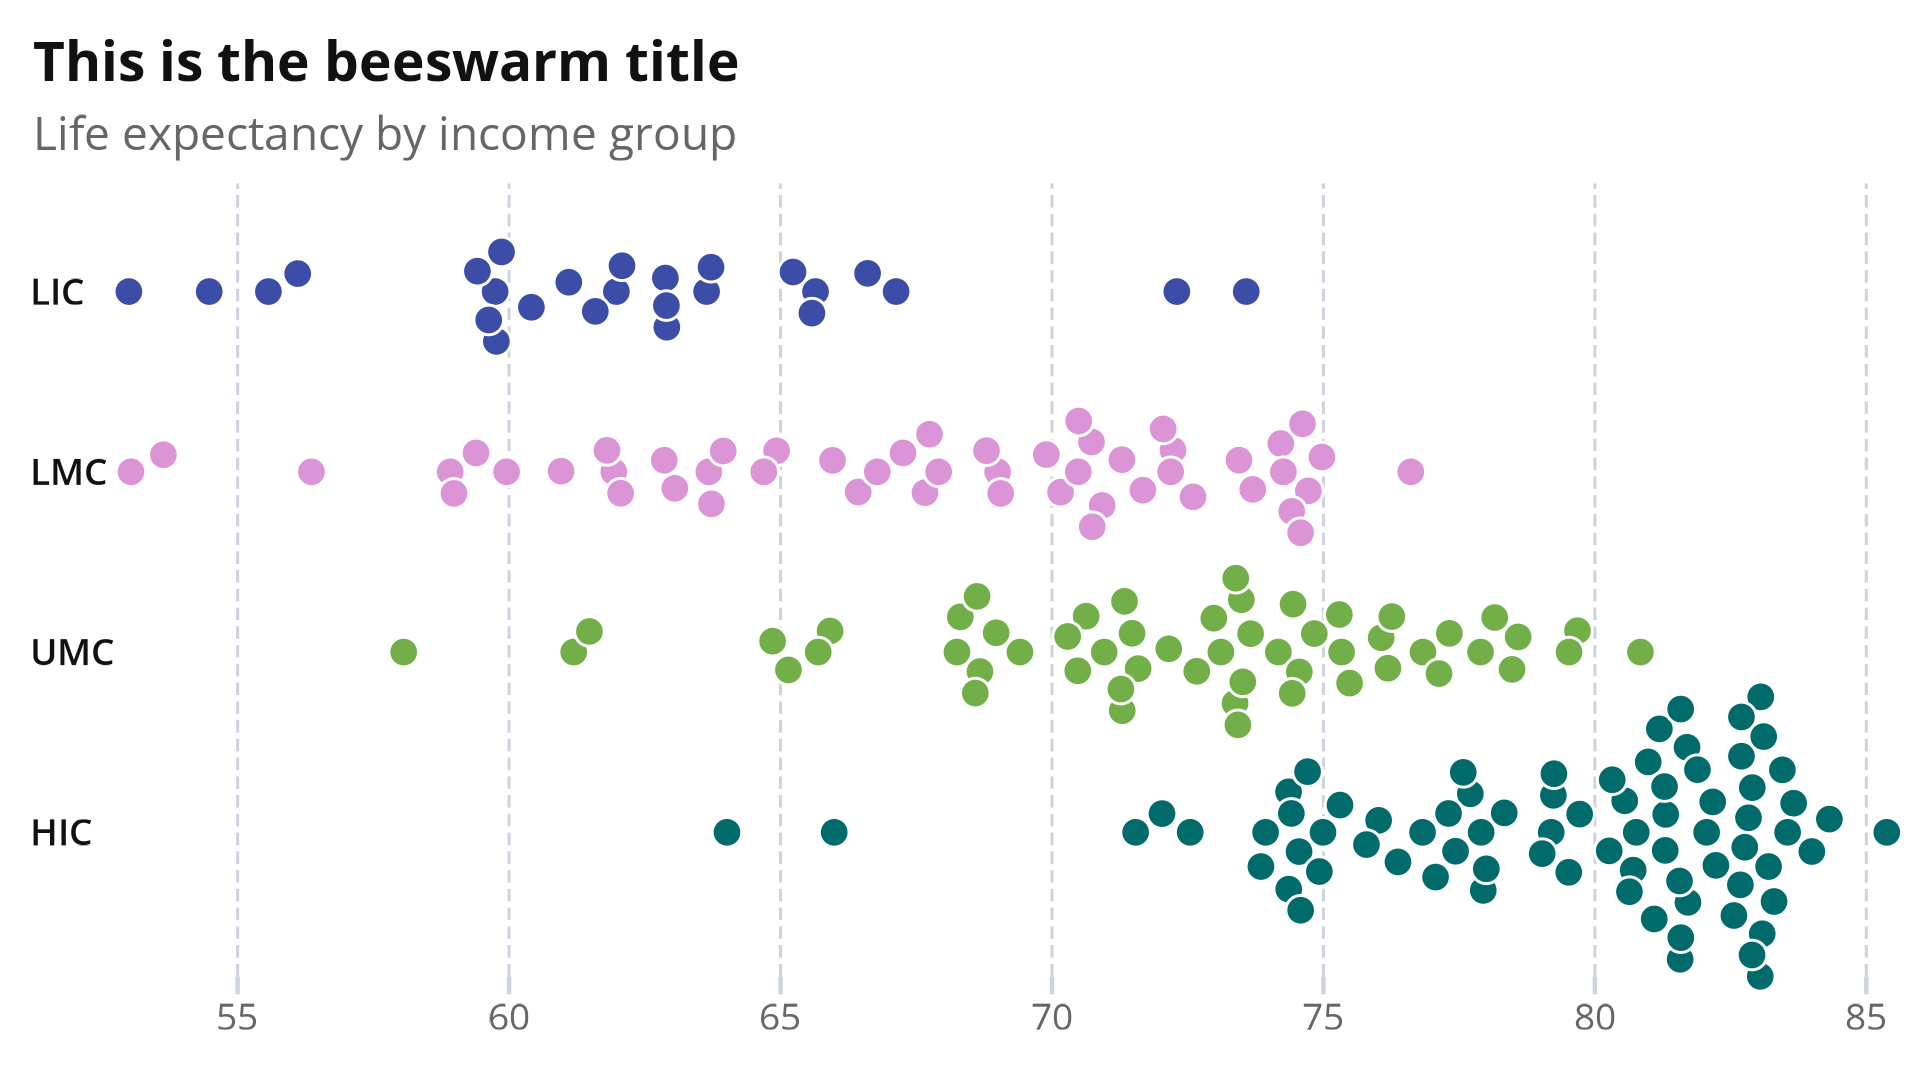 This is the beeswarm title
Life expectancy by income group
LIC
LMC
UMC
HIC
55 60 65 70 75 80 85